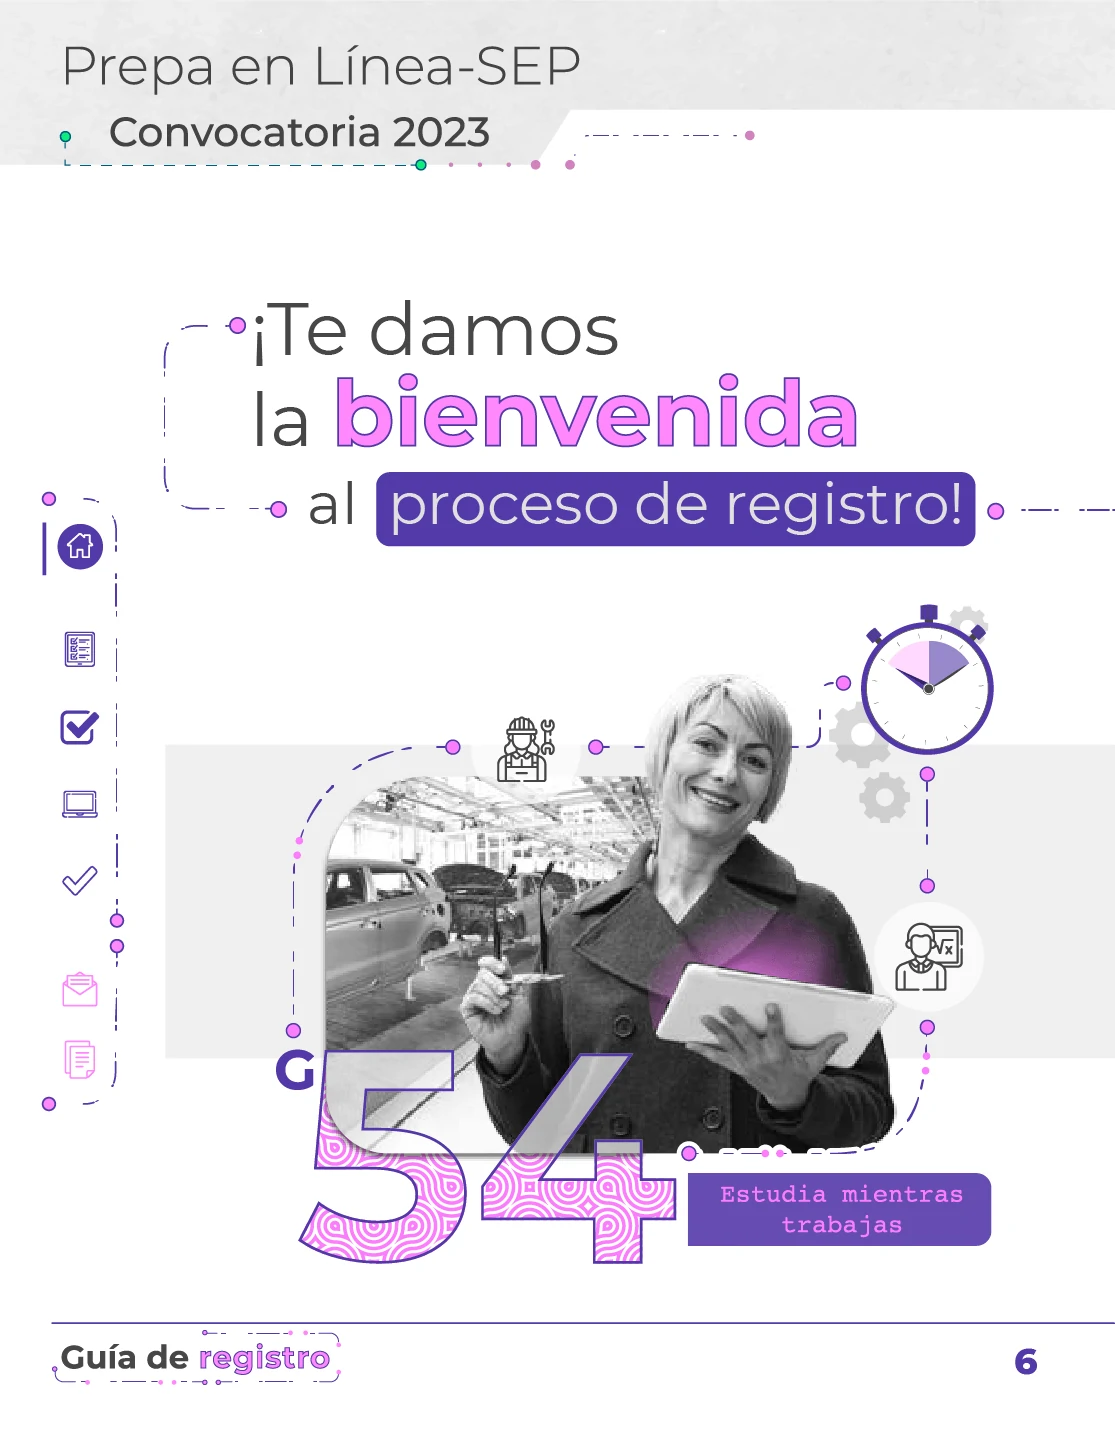 Prepa en Línea-SEP
Convocatoria 2023
¡Te damos
la bienvenida
al proceso de registro!
√x
G
54
Estudia mientras
trabajas
Guía de registro
6